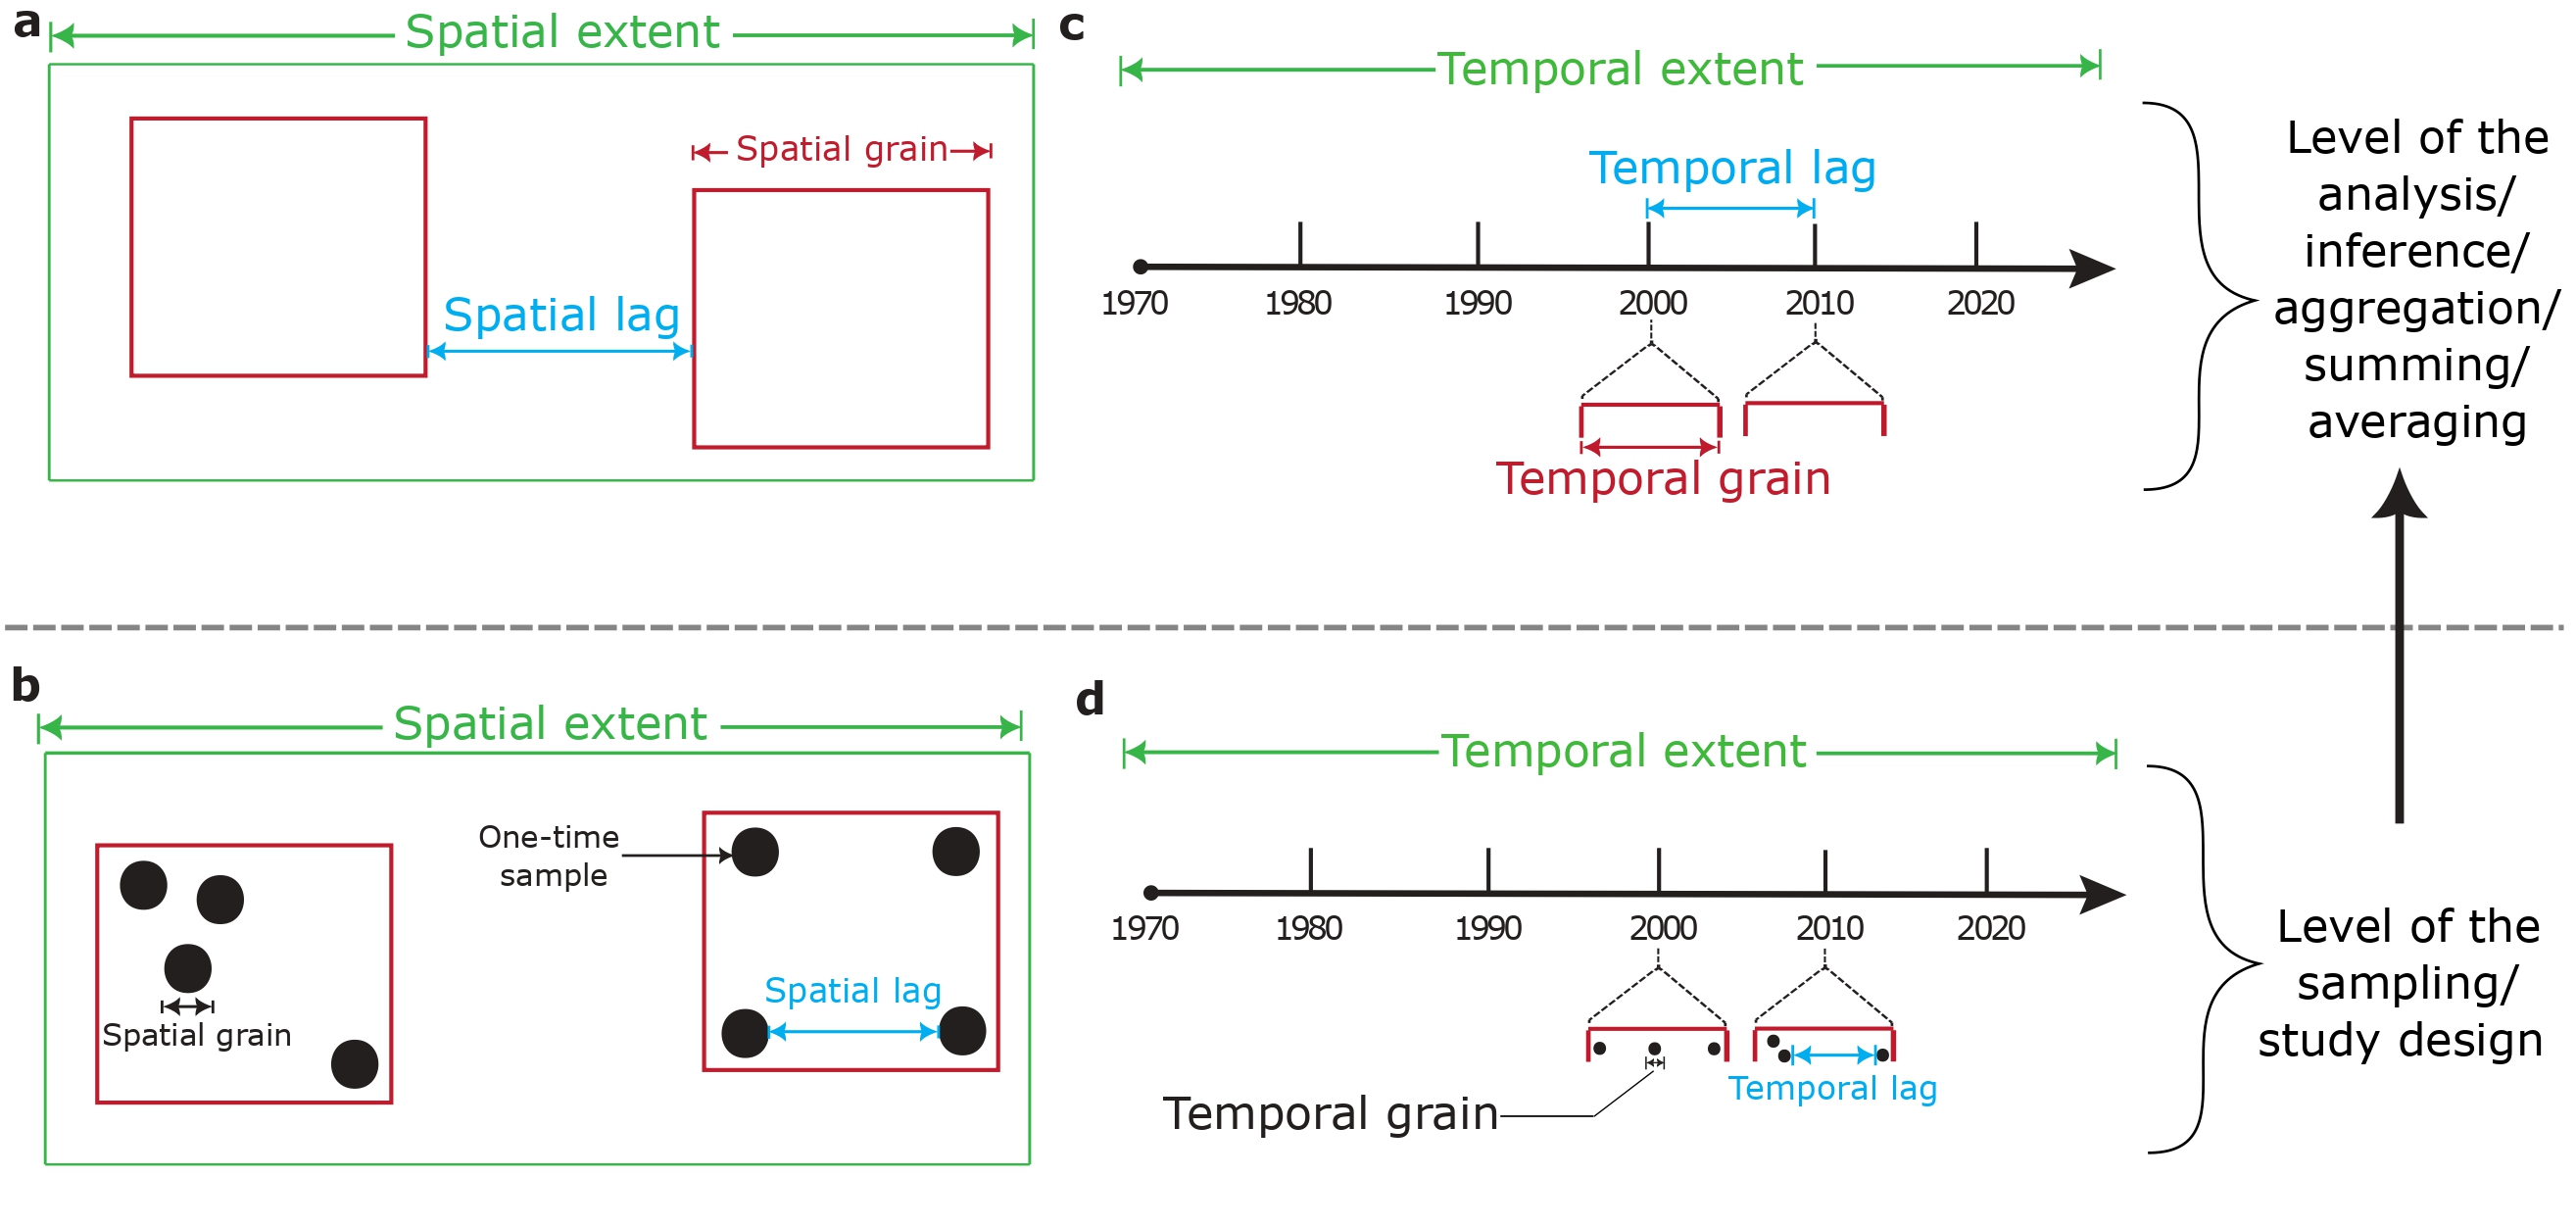 a
Spatial extent
Spatial grain
Spatial lag
c
Temporal extent
Temporal lag
1970
1980
1990
2000
2010
2020
Temporal grain
Level of the
analysis/
inference/
aggregation/
summing/
averaging
b
Spatial extent
One-time
sample
Spatial lag
Spatial grain
d
Temporal extent
1970
1980
1990
2000
2010
2020
Temporal lag
Temporal grain
Level of the
sampling/
study design